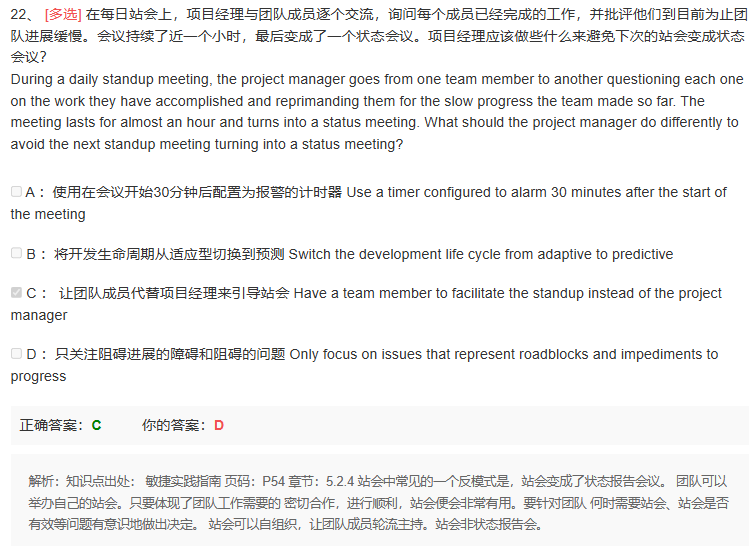 22、 [多选] 在每日站会上，项目经理与团队成员逐个交流，询问每个成员已经完成的工作，并批评他们到目前为止团
队进展缓慢。会议持续了近一个小时，最后变成了一个状态会议。项目经理应该做些什么来避免下次的站会变成状态
会议?
During a daily standup meeting, the project manager goes from one team member to another questioning each one
on the work they have accomplished and reprimanding them for the slow progress the team made so far. The
meeting lasts for almost an hour and turns into a status meeting. What should the project manager do differently to
avoid the next standup meeting turning into a status meeting?
A： 使用在会议开始30分钟后配置为报警的计时器 Use a timer configured to alarm 30 minutes after the start of
the meeting
B： 将开发生命周期从适应型切换到预测 Switch the development life cycle from adaptive to predictive
C： 让团队成员代替项目经理来引导站会 Have a team member to facilitate the standup instead of the project
manager
D： 只关注阻碍进展的障碍和阻碍的问题 Only focus on issues that represent roadblocks and impediments to
progress
正确答案：C 你的答案：D
解析：知识点出处： 敏捷实践指南 页码：P54 章节：5.2.4 站会中常见的一个反模式是，站会变成了状态报告会议。 团队可以
举办自己的站会。只要体现了团队工作需要的 密切合作，进行顺利，站会便会非常有用。要针对团队 何时需要站会、站会是否
有效等问题有意识地做出决定。 站会可以自组织，让团队成员轮流主持。站会非状态报告会。